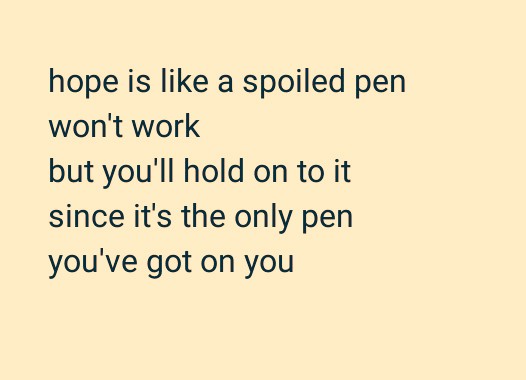 hope is like a spoiled pen
won't work
but you'll hold on to it
since it's the only pen
you've got on you